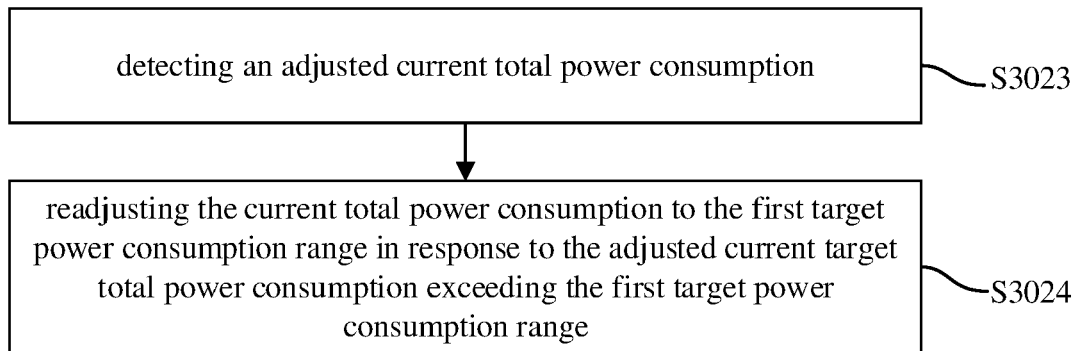 detecting an adjusted current total power consumption
S3023
readjusting the current total power consumption to the first target
power consumption range in response to the adjusted current target
total power consumption exceeding the first target power
consumption range
S3024